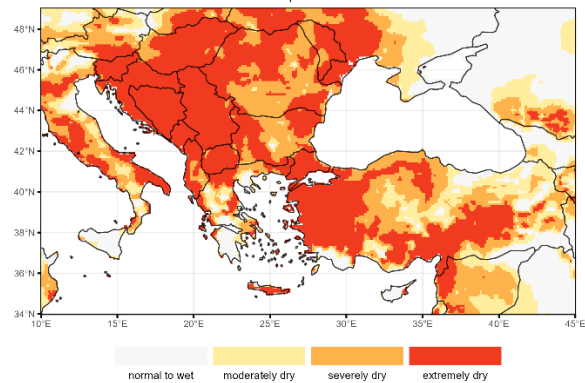 48°N
46°N
44°N
42°N
40°N
38°N
36°N
34°N
10°E 15°E 20°E 25°E 30°E 35°E 40°E 45°E
normal to wet moderately dry severely dry extremely dry